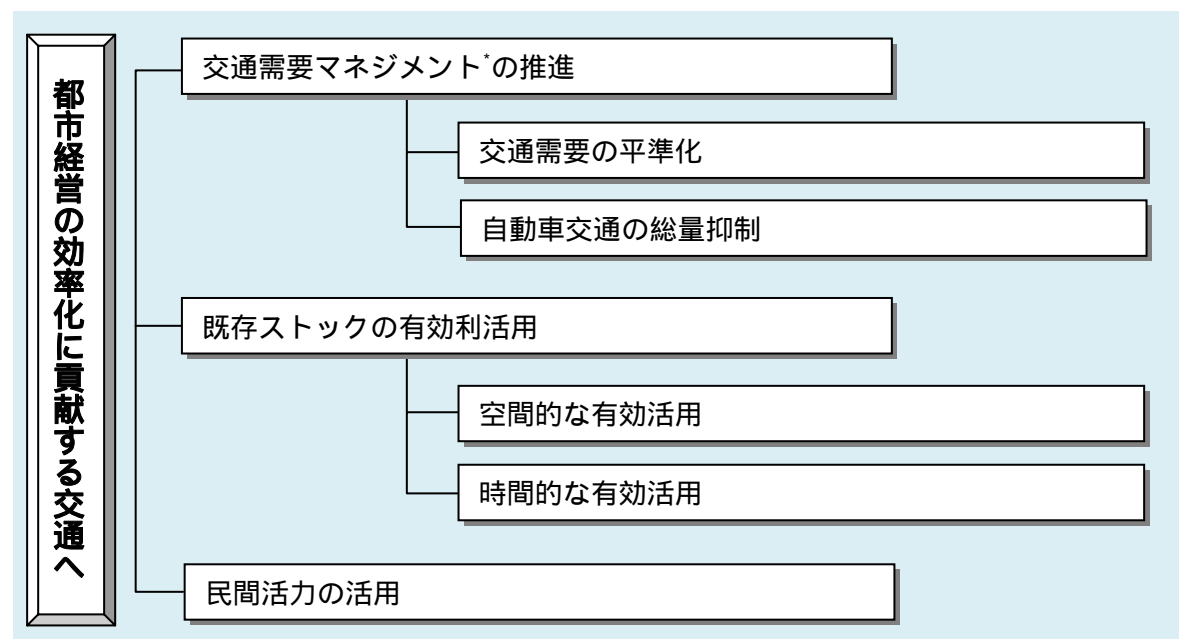 都市経営の効率化に貢献する交通へ
交通需要マネジメント*の推進
交通需要の平準化
自動車交通の総量抑制
既存ストックの有効利活用
空間的な有効活用
時間的な有効活用
民間活力の活用